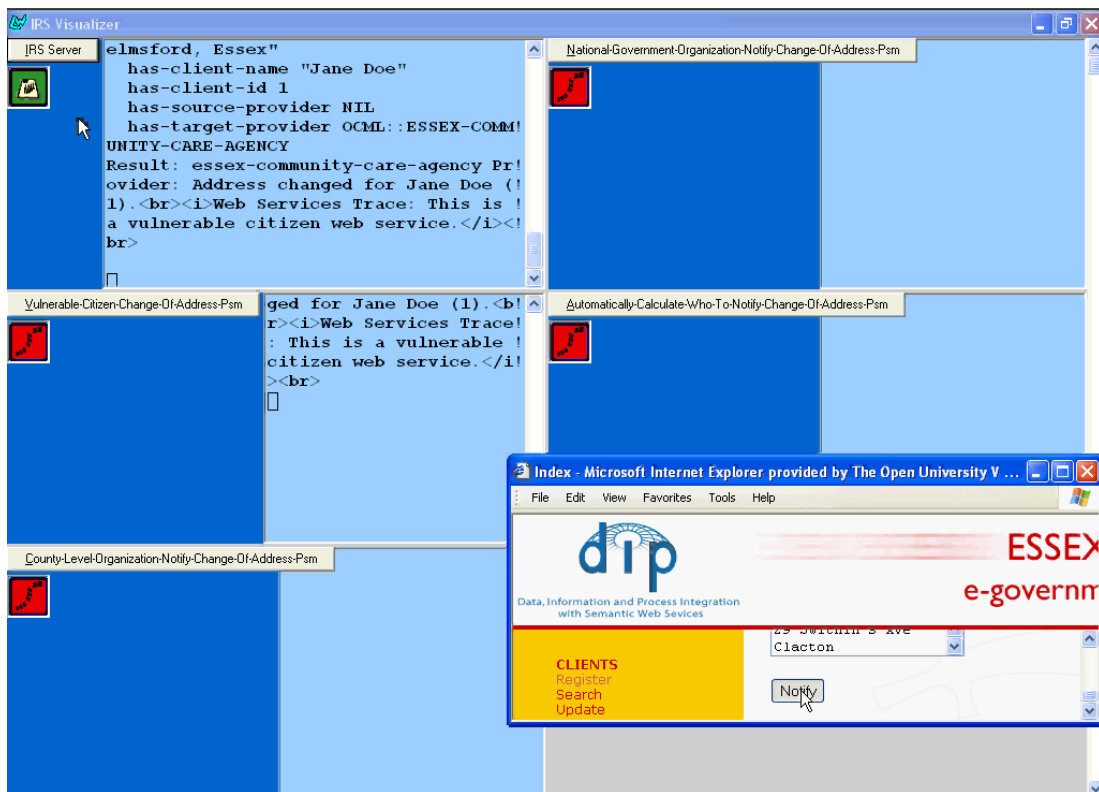 IRS Visualizer
IRS Server
elmsford, Essex"
has-client-name "Jane Doe"
has-client-id 1
has-source-provider NIL
has-target-provider OCML::ESSEX-COMM!
UNITY-CARE-AGENCY
Result: essex-community-care-agency Pr!
ovider: Address changed for Jane Doe (!
1).<br><i>Web Services Trace: This is !
a vulnerable citizen web service.</i><!
br>
National-Government-Organization-Notify-Change-Of-Address-Psm
Vulnerable-Citizen-Change-Of-Address-Psm
ged for Jane Doe (1).<b!
r><i>Web Services Trace!
: This is a vulnerable !
citizen web service.</i!
><br>
Automatically-Calculate-Who-To-Notify-Change-Of-Address-Psm
County-Level-Organization-Notify-Change-Of-Address-Psm
Index - Microsoft Internet Explorer provided by The Open University V ...
File Edit View Favorites Tools Help
dip
Data, Information and Process Integration
with Semantic Web Sevices
ESSEX
e-governm
29 Swithin's Ave
Clacton
CLIENTS
Register
Search
Update
Notify